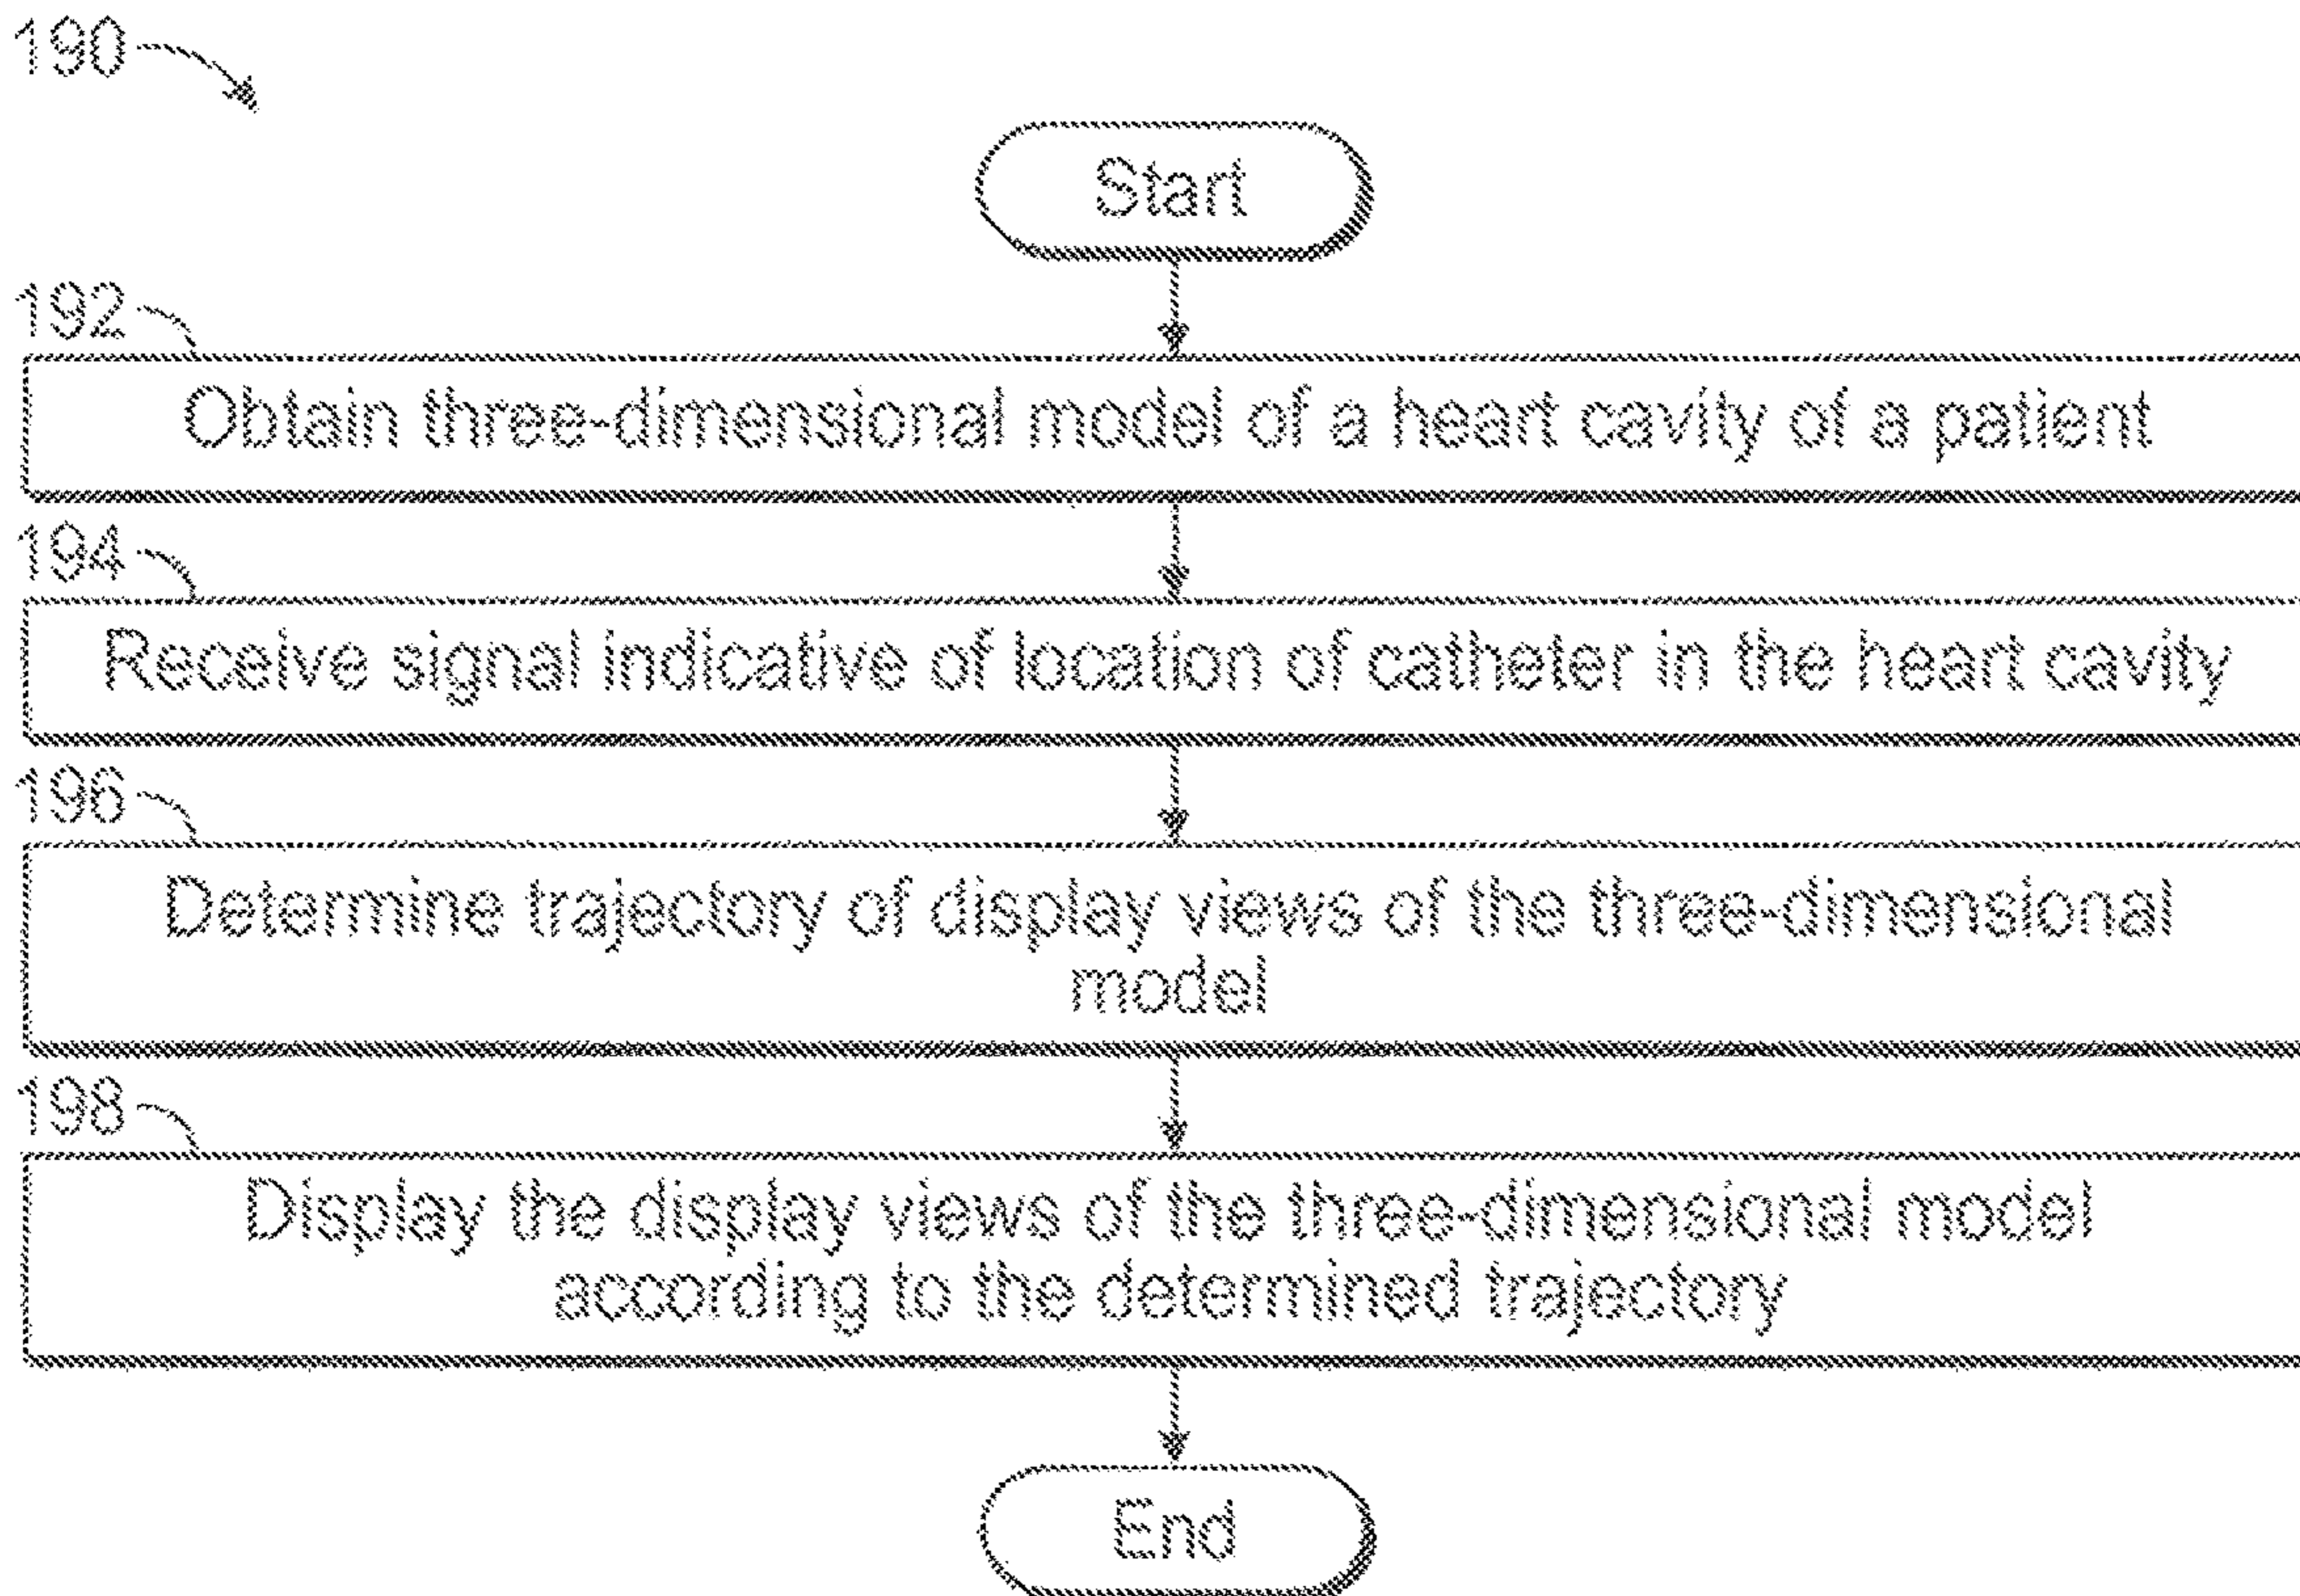 190
Start
192
Obtain three-dimensional model of a heart cavity of a patient
194
Receive signal indicative of location of catheter in the heart cavity
196
Determine trajectory of display views of the three-dimensional
model
198
Display the display views of the three-dimensional model
according to the determined trajectory
End